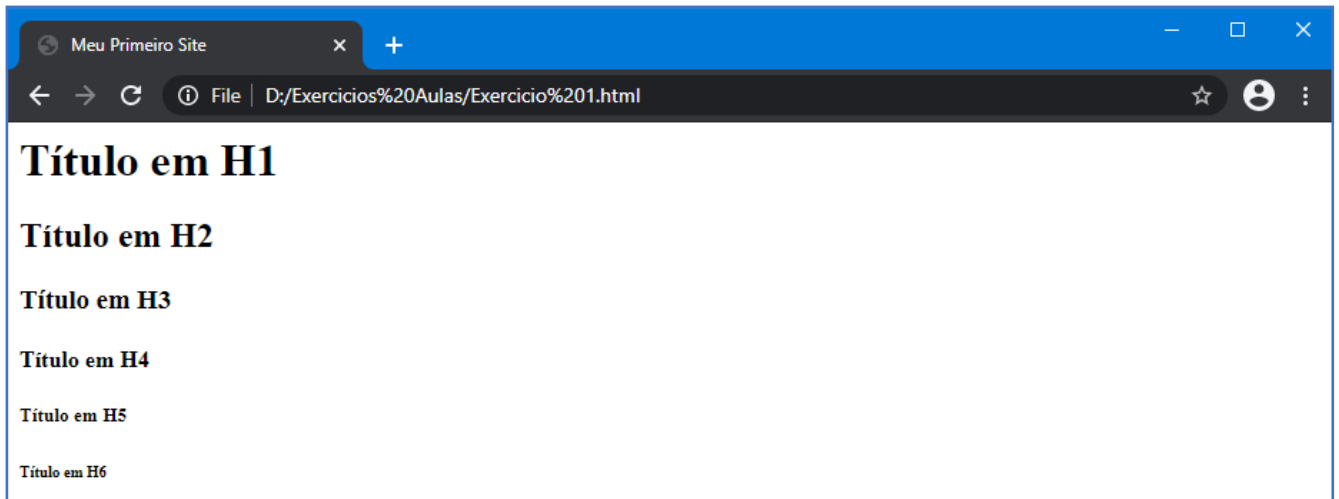 Meu Primeiro Site
File D:/Exercicios%20Aulas/Exercicio%201.html
Título em H1
Título em H2
Título em H3
Título em H4
Título em H5
Título em H6